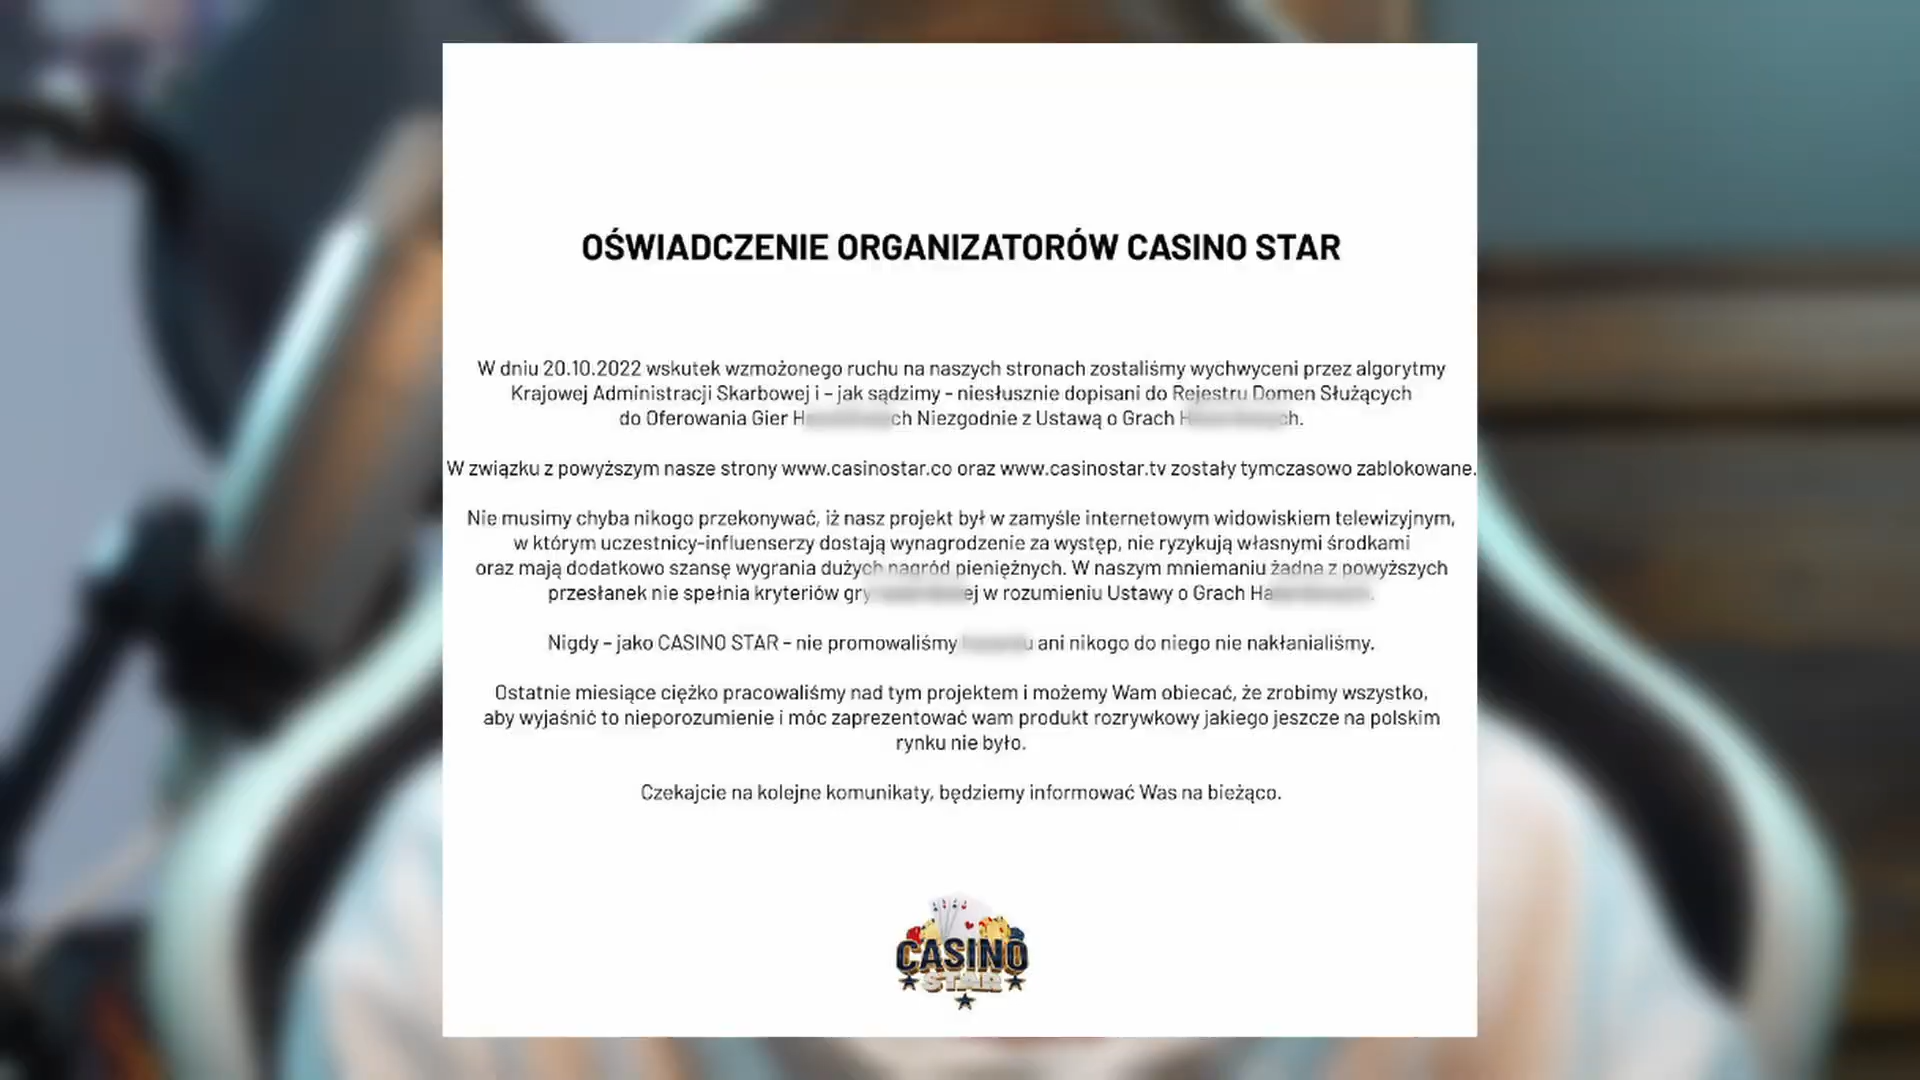 OŚWIADCZENIE ORGANIZATORÓW CASINO STAR
W dniu 20.10.2022 wskutek wzmożonego ruchu na naszych stronach zostaliśmy wychwyceni przez algorytmy
Krajowej Administracji Skarbowej i – jak sądzimy - niesłusznie dopisani do Rejestru Domen Służących
do Oferowania Gier Niezgodnie z Ustawą o Grach
W związku z powyższym nasze strony www.casinostar.co oraz www.casinostar.tv zostały tymczasowo zablokowane.
Nie musimy chyba nikogo przekonywać, iż nasz projekt był w zamyśle internetowym widowiskiem telewizyjnym,
w którym uczestnicy-influenserzy dostają wynagrodzenie za występ, nie ryzykują własnymi środkami
oraz mają dodatkowo szansę wygrania dużych nagród pieniężnych. W naszym mniemaniu żadna z powyższych
przesłanek nie spełnia kryteriów gry w rozumieniu Ustawy o Grach
Nigdy – jako CASINO STAR – nie promowaliśmy ani nikogo do niego nie nakłanialiśmy.
Ostatnie miesiące ciężko pracowaliśmy nad tym projektem i możemy Wam obiecać, że zrobimy wszystko,
aby wyjaśnić to nieporozumienie i móc zaprezentować wam produkt rozrywkowy jakiego jeszcze na polskim
rynku nie było.
Czekajcie na kolejne komunikaty, będziemy informować Was na bieżąco.
CASINO
STAR